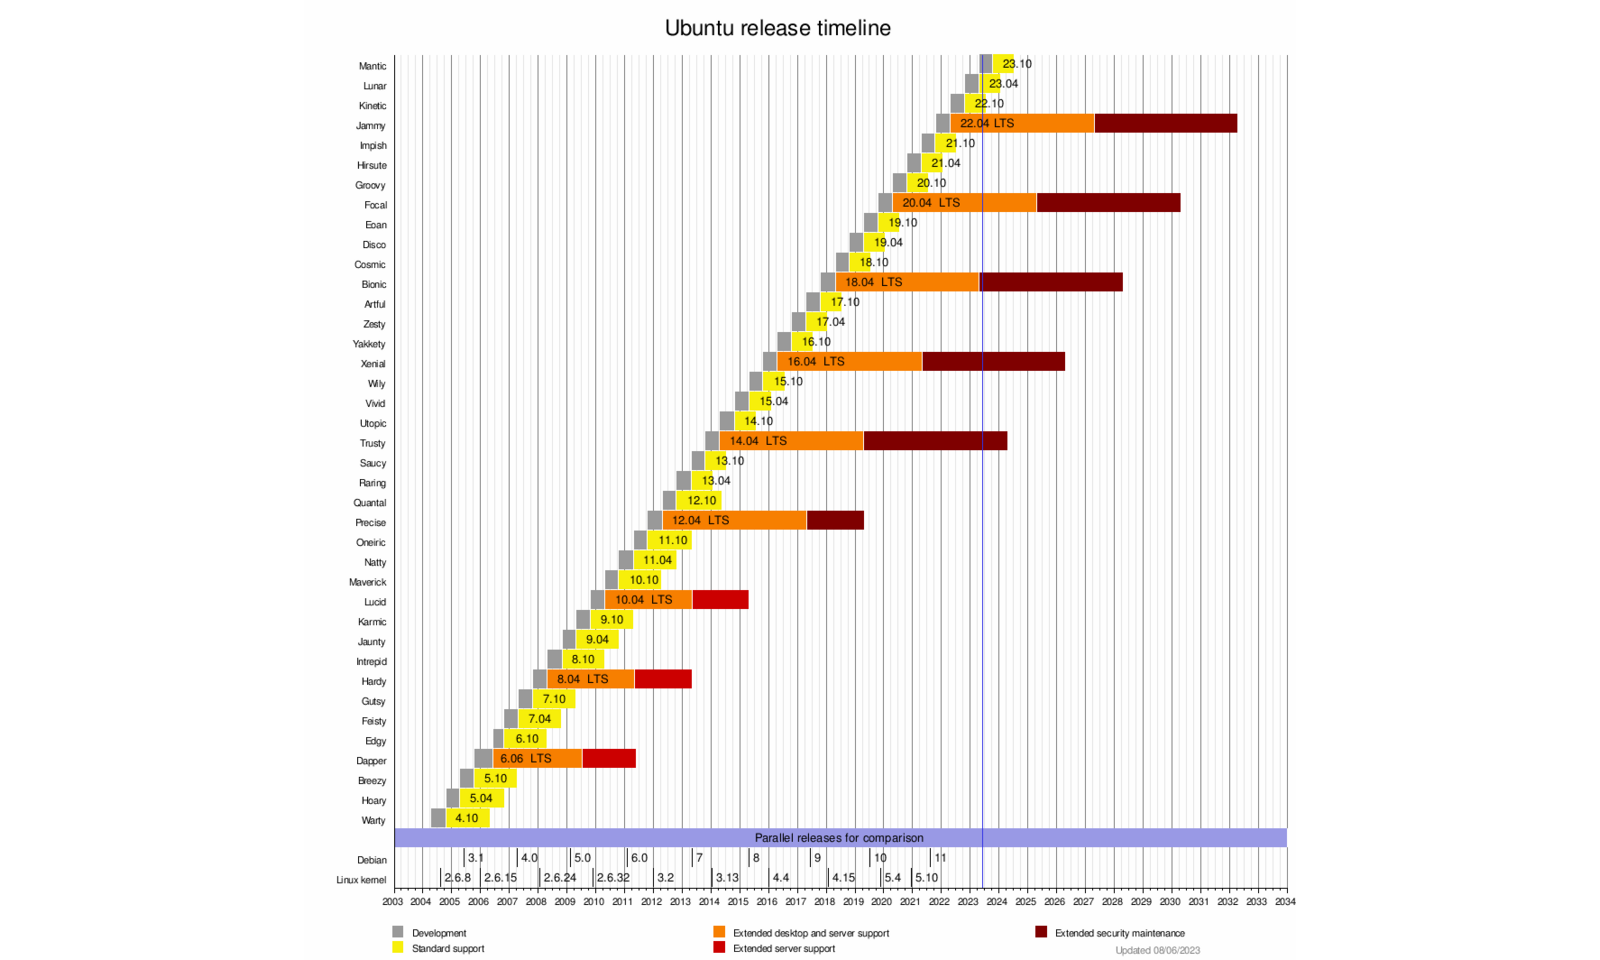 Ubuntu release timeline
Mantic 23.10
Lunar 23.04
Kinetic 22.10
Jammy 22.04 LTS
Impish 21.10
Hirsute 21.04
Groovy 20.10
Focal 20.04 LTS
Eoan 19.10
Disco 19.04
Cosmic 18.10
Bionic 18.04 LTS
Artful 17.10
Zesty 17.04
Yakkety 16.10
Xenial 16.04 LTS
Wily 15.10
Vivid 15.04
Utopic 14.10
Trusty 14.04 LTS
Saucy 13.10
Raring 13.04
Quantal 12.10
Precise 12.04 LTS
Oneiric 11.10
Natty 11.04
Maverick 10.10
Lucid 10.04 LTS
Karmic 9.10
Jaunty 9.04
Intrepid 8.10
Hardy 8.04 LTS
Gutsy 7.10
Feisty 7.04
Edgy 6.10
Dapper 6.06 LTS
Breezy 5.10
Hoary 5.04
Warty 4.10
Parallel releases for comparison
Debian 3.1 4.0 5.0 6.0 7 8 9 10 11
Linux kernel 2.6.8 2.6.15 2.6.24 2.6.32 3.2 3.13 4.4 4.15 5.4 5.10
2003 2004 2005 2006 2007 2008 2009 2010 2011 2012 2013 2014 2015 2016 2017 2018 2019 2020 2021 2022 2023 2024 2025 2026 2027 2028 2029 2030 2031 2032 2033 2034
Development Extended desktop and server support Extended security maintenance
Standard support Extended server support
Updated 08/06/2023